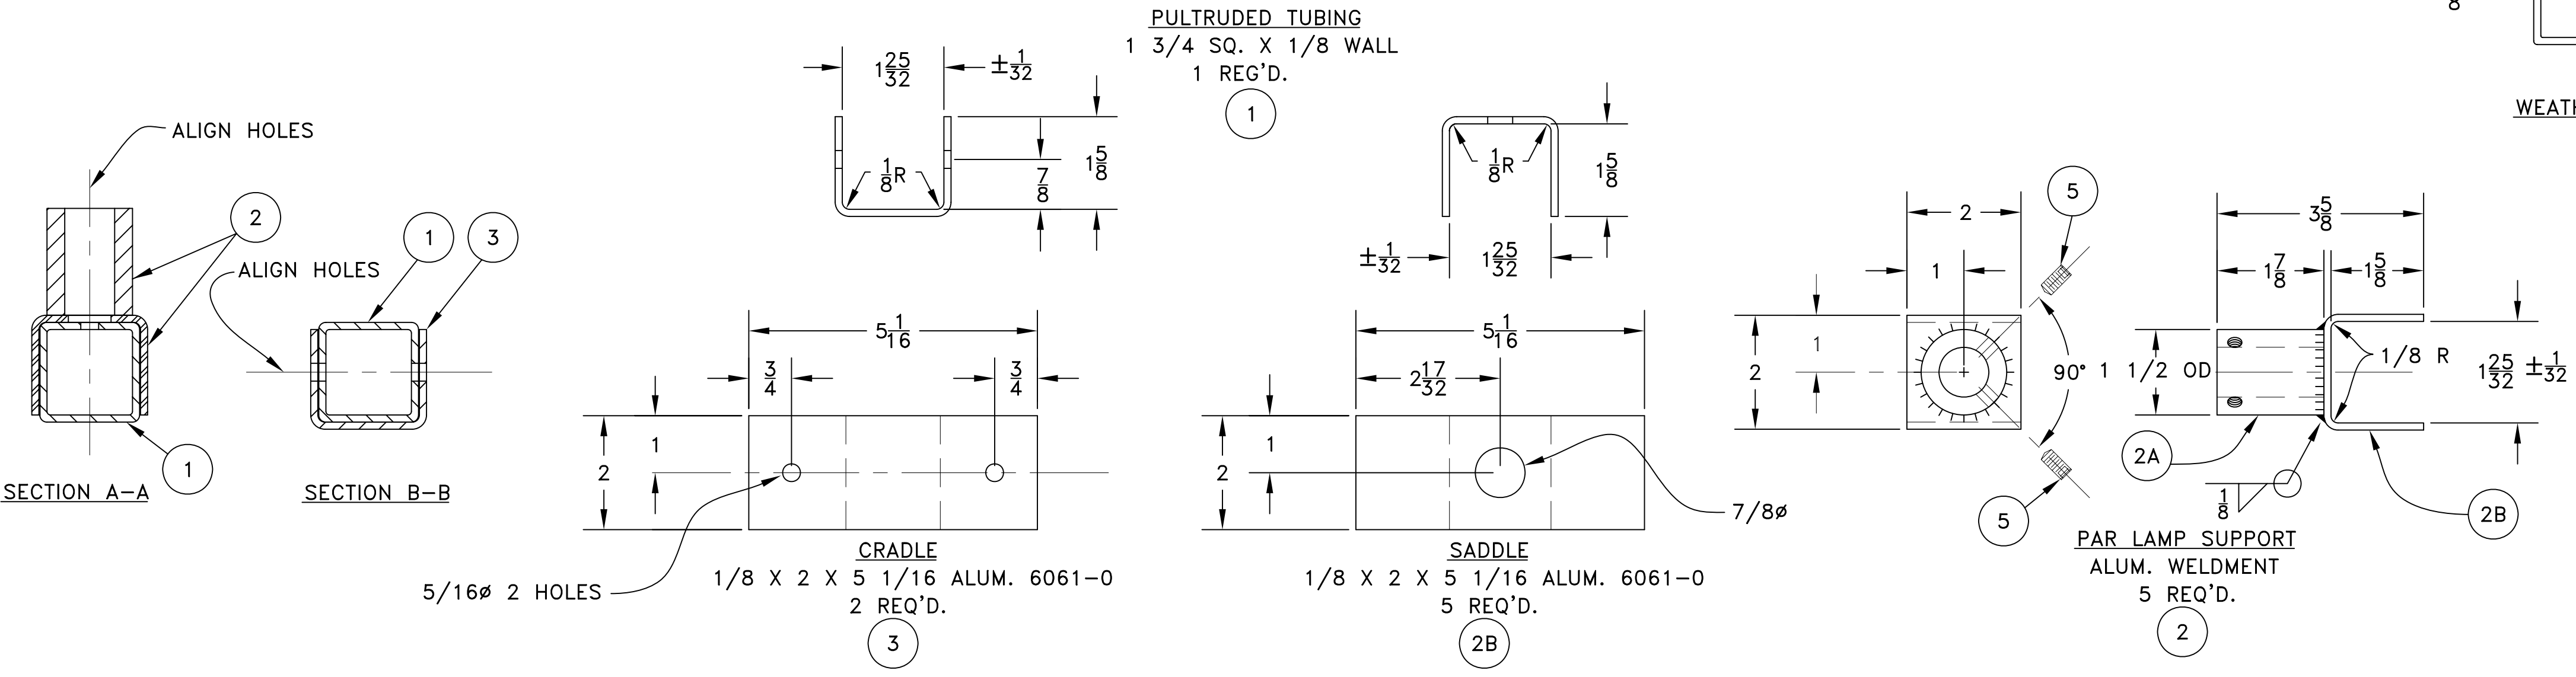 PULTRUDED TUBING
1 3/4 SQ. X 1/8 WALL
1 REG'D.
1
8
WEATH
1 25/32
± 1/32
1/8 R
7/8
1 5/8
1/8 R
1 5/8
± 1/32
1 25/32
ALIGN HOLES
2
ALIGN HOLES
1
3
1
SECTION A-A
SECTION B-B
5 1/16
3/4
3/4
1
2
5/16ø 2 HOLES
CRADLE
1/8 X 2 X 5 1/16 ALUM. 6061-0
2 REQ'D.
3
5 1/16
2 17/32
1
2
7/8ø
SADDLE
1/8 X 2 X 5 1/16 ALUM. 6061-0
5 REQ'D.
2B
5
2
1
1
2
90°
5
3 5/8
1 7/8
1 5/8
1 1/2 OD
1/8 R
1 25/32 ± 1/32
2A
1/8
2B
PAR LAMP SUPPORT
ALUM. WELDMENT
5 REQ'D.
2